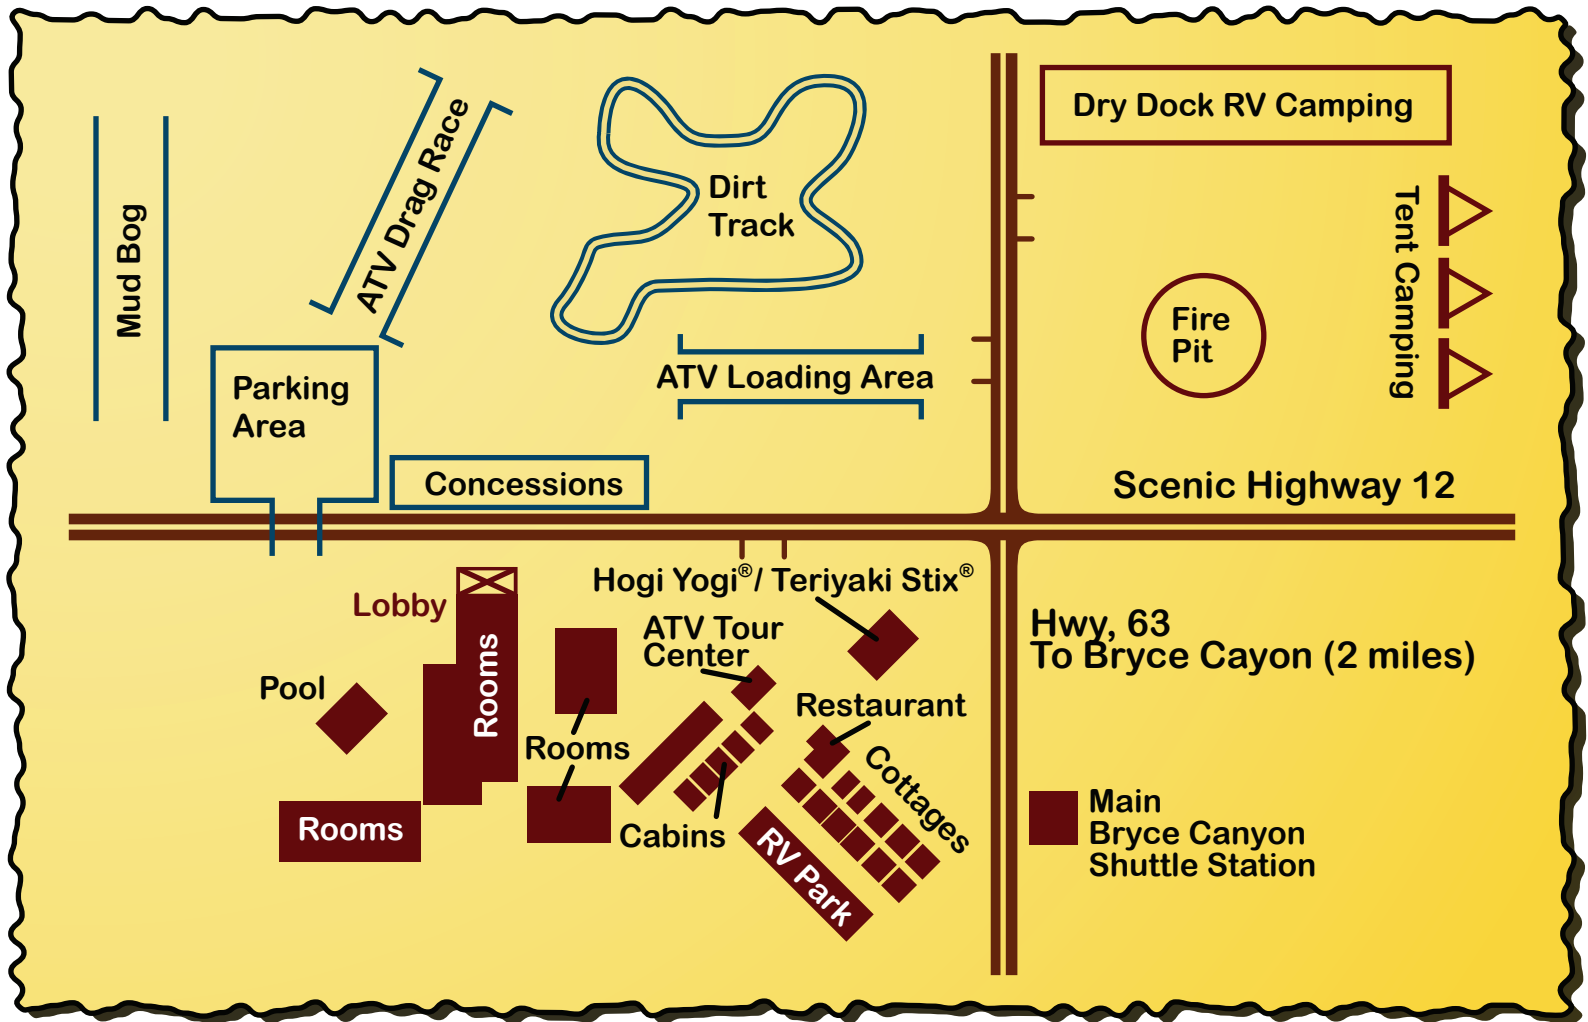 Dry Dock RV Camping
ATV Drag Race
Mud Bog
Dirt
Track
Tent Camping
Fire
Pit
Parking
Area
ATV Loading Area
Concessions
Scenic Highway 12
Hogi Yogi®/ Teriyaki Stix®
Lobby
Rooms
ATV Tour
Center
Hwy, 63
To Bryce Cayon (2 miles)
Pool
Restaurant
Rooms
Cottages
Rooms
Cabins
RV Park
Main
Bryce Canyon
Shuttle Station